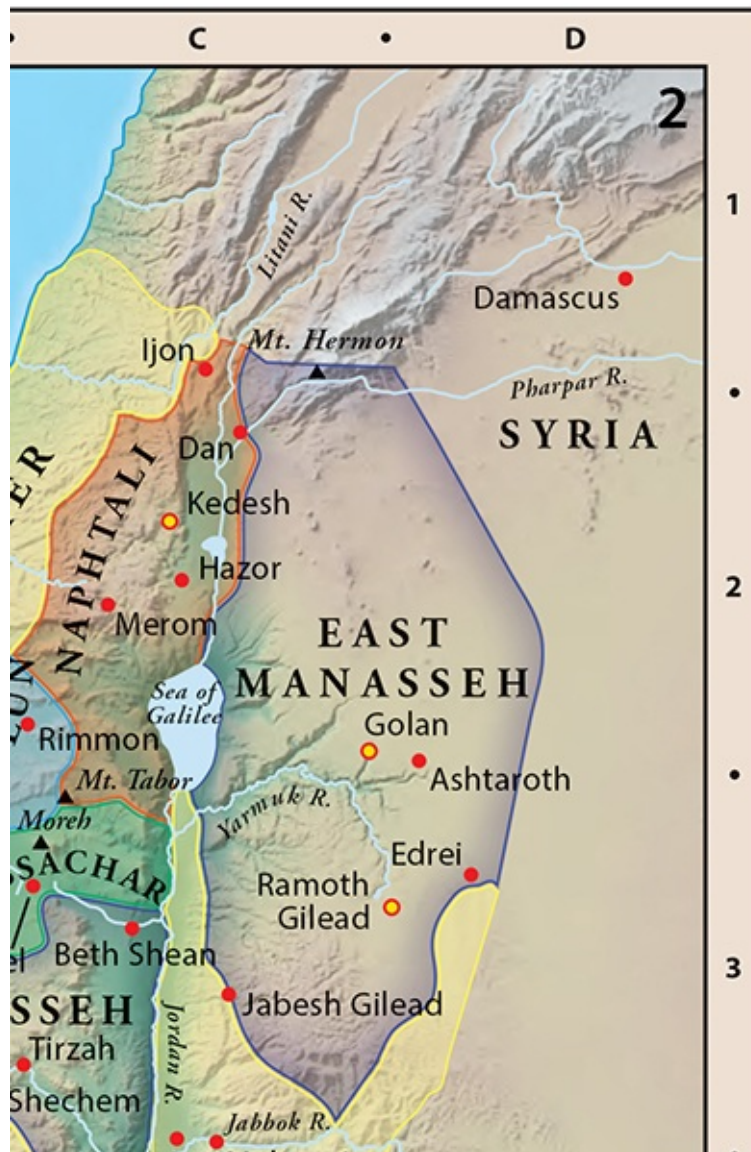 C
D
2
1
Litani R.
Damascus
Mt. Hermon
Ijon
Pharpar R.
SYRIA
Dan
NAPHTALI
Kedesh
2
Hazor
Merom
EAST
MANASSEH
Sea of
Galilee
Golan
Rimmon
Ashtaroth
Mt. Tabor
Moreh
Yarmuk R.
Edrei
SSACHAR
Ramoth
Gilead
Beth Shean
3
SSEH
Jabesh Gilead
Jordan R.
Tirzah
Shechem
Jabbok R.